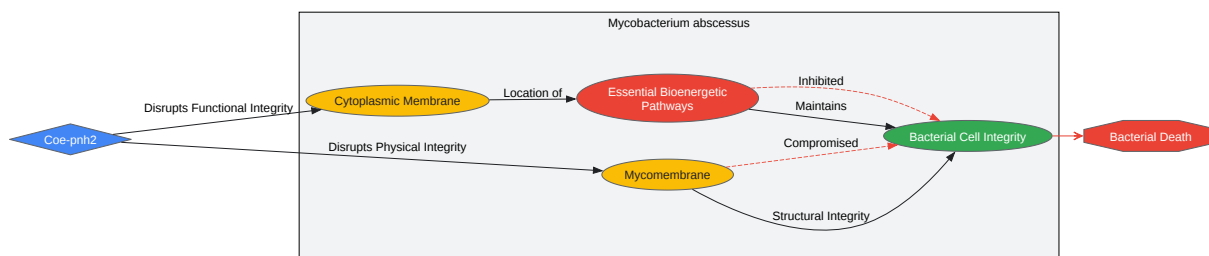 Mycobacterium abscessus
Coe-pnh2
Disrupts Functional Integrity
Disrupts Physical Integrity
Cytoplasmic Membrane
Location of
Essential Bioenergetic
Pathways
Inhibited
Maintains
Mycomembrane
Compromised
Structural Integrity
Bacterial Cell Integrity
Bacterial Death